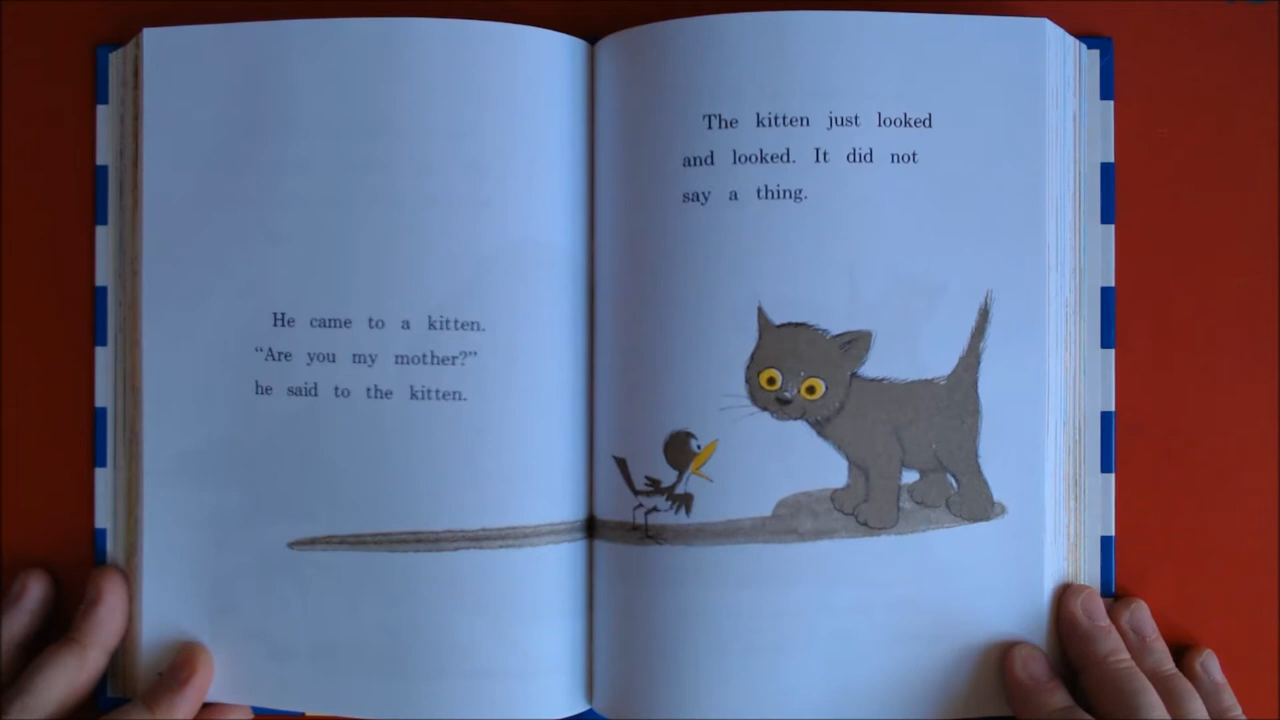 He came to a kitten.
“Are you my mother?”
he said to the kitten.
The kitten just looked
and looked. It did not
say a thing.